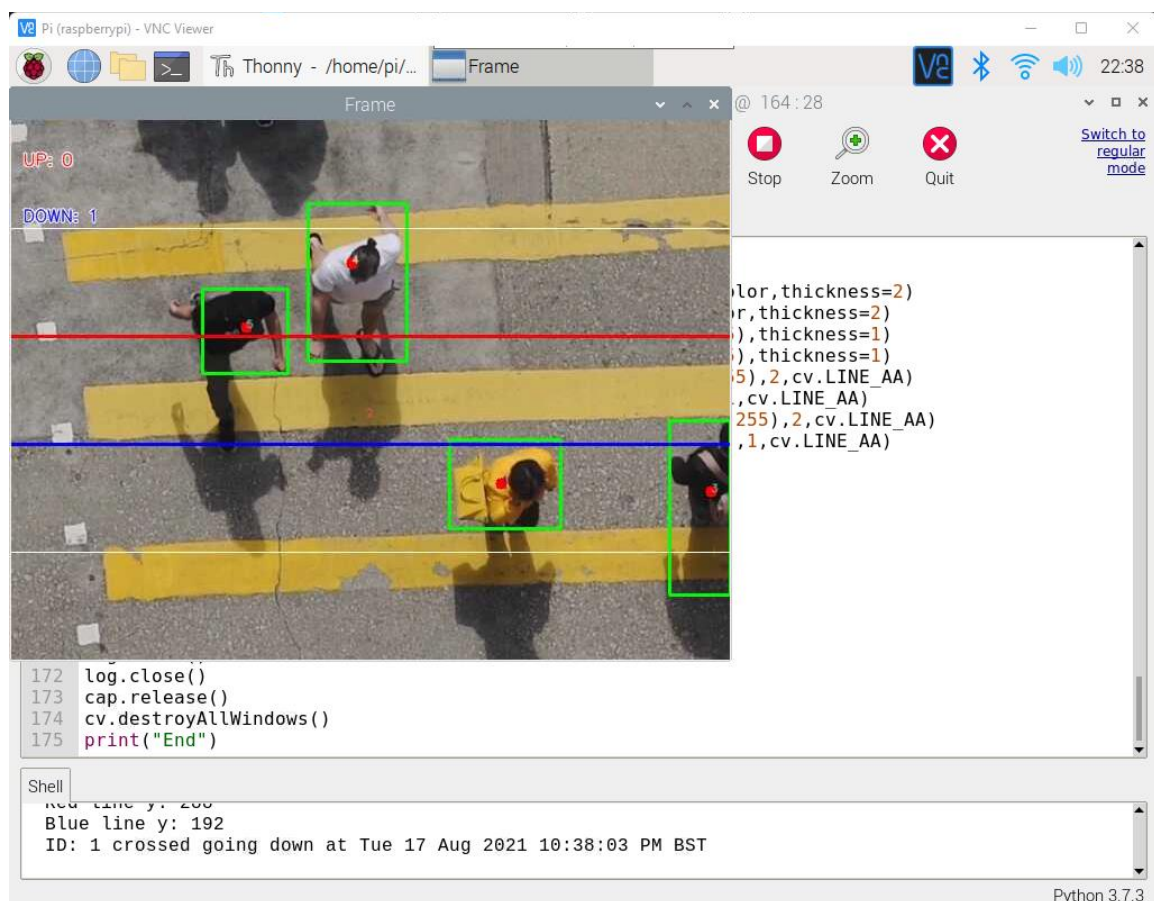 Pi (raspberrypi) - VNC Viewer
Thonny - /home/pi/...
Frame
22:38
Frame
@ 164:28
Stop
Zoom
Quit
Switch to
regular
mode
UP: 0
DOWN: 1
lor,thickness=2)
r,thickness=2)
),thickness=1)
),thickness=1)
5),2,cv.LINE_AA)
,cv.LINE_AA)
255),2,cv.LINE_AA)
,1,cv.LINE_AA)
2
172 log.close()
173 cap.release()
174 cv.destroyAllWindows()
175 print("End")
Shell
Blue line y: 192
ID: 1 crossed going down at Tue 17 Aug 2021 10:38:03 PM BST
Python 3.7.3